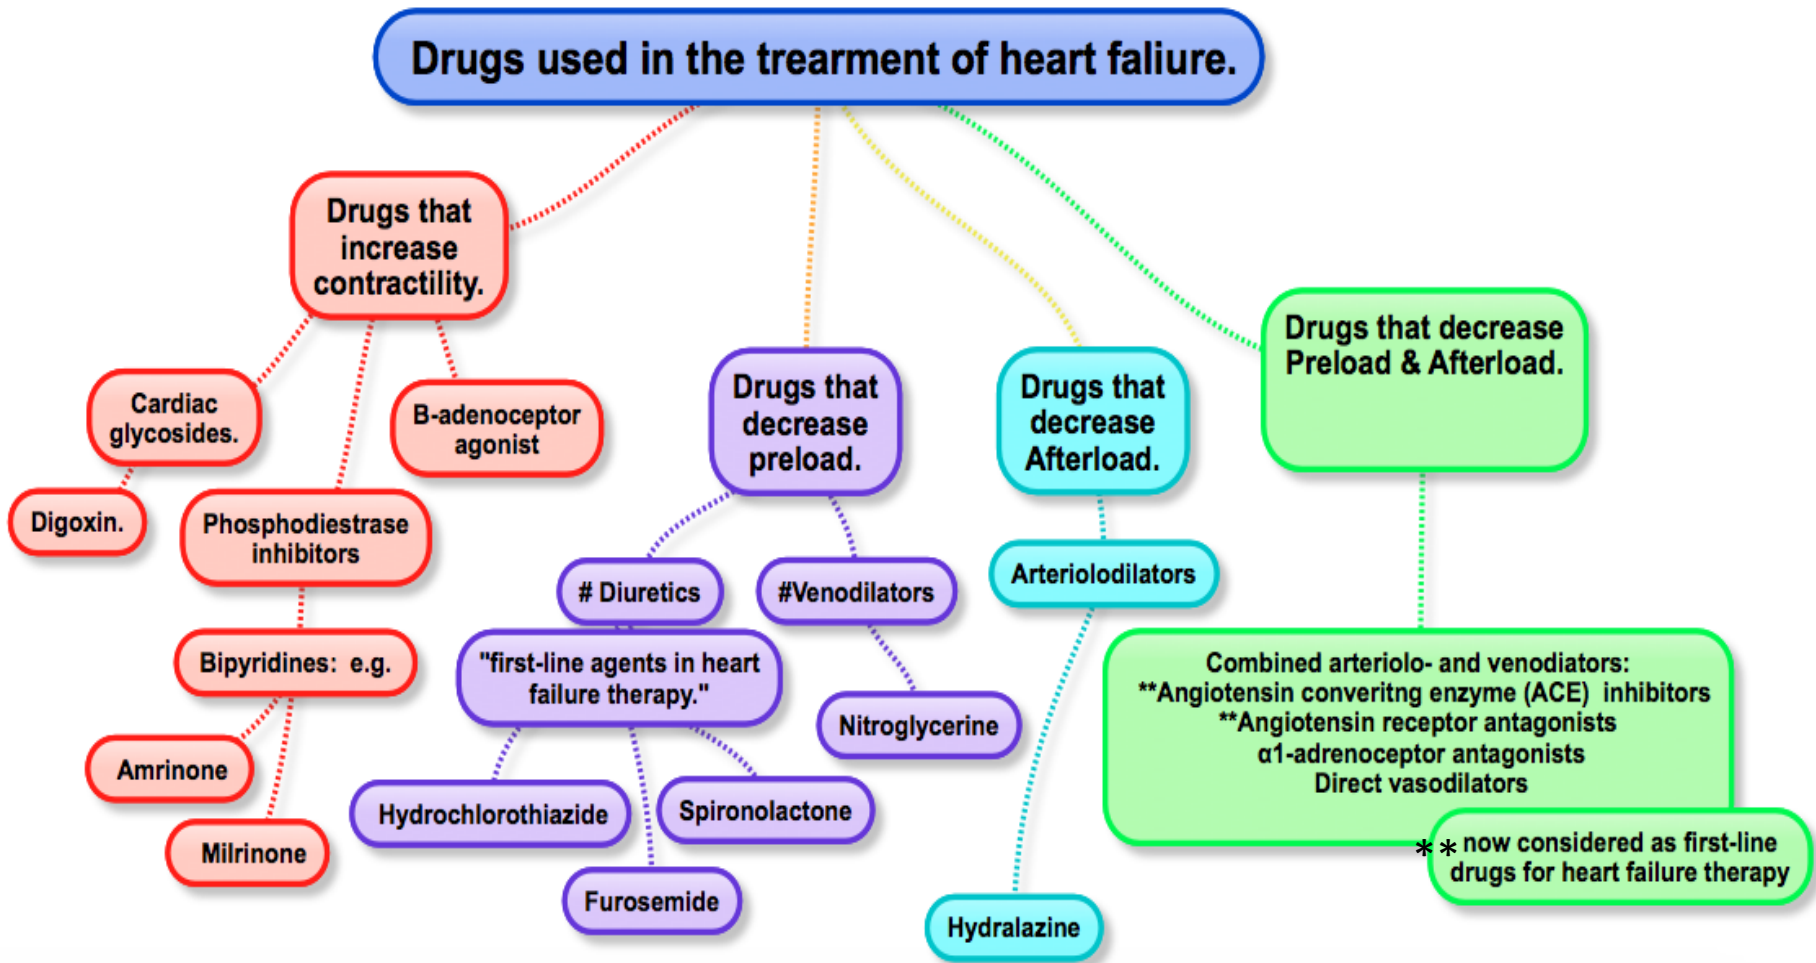 Drugs used in the trearment of heart faliure.
Drugs that
increase
contractility.
Cardiac
glycosides.
Digoxin.
Phosphodiestrase
inhibitors
B-adenoceptor
agonist
Bipyridines: e.g.
Amrinone
Milrinone
Drugs that
decrease
preload.
# Diuretics
"first-line agents in heart
failure therapy."
Hydrochlorothiazide
Furosemide
Spironolactone
#Venodilators
Nitroglycerine
Drugs that
decrease
Afterload.
Arteriolodilators
Hydralazine
Drugs that decrease
Preload & Afterload.
Combined arteriolo- and venodiators:
**Angiotensin converitng enzyme (ACE) inhibitors
**Angiotensin receptor antagonists
α1-adrenoceptor antagonists
Direct vasodilators
** now considered as first-line
drugs for heart failure therapy